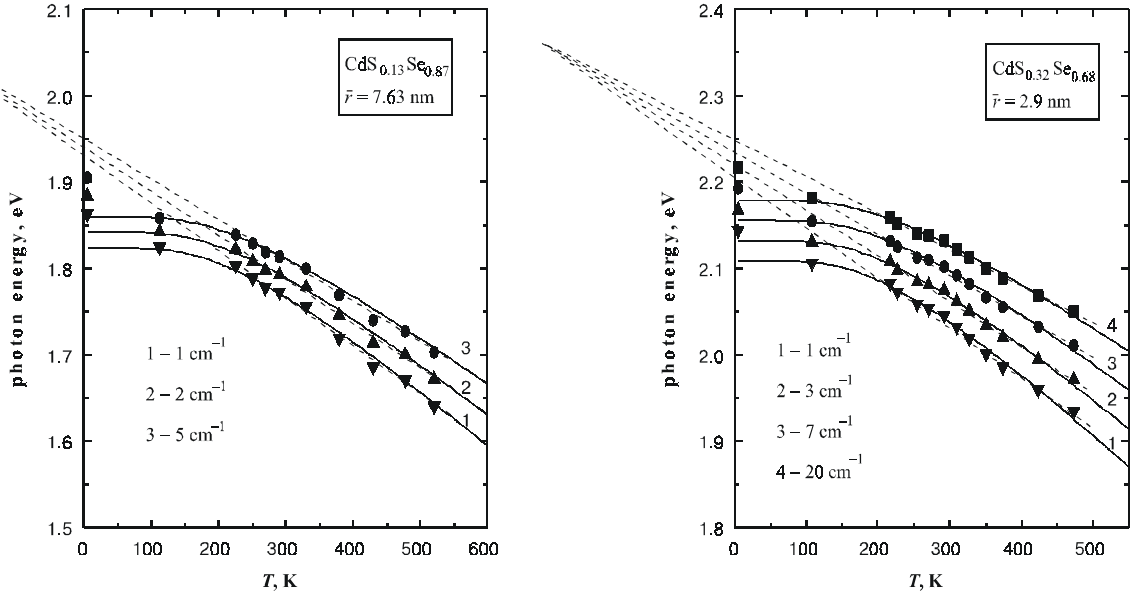 2.1
2.0
1.9
1.8
1.7
1.6
1.5
photon energy, eV
CdS0.13Se0.87
r̄ = 7.63 nm
1 – 1 cm⁻¹
2 – 2 cm⁻¹
3 – 5 cm⁻¹
3
2
1
0 100 200 300 400 500 600
T, K
2.4
2.3
2.2
2.1
2.0
1.9
1.8
photon energy, eV
CdS0.32Se0.68
r̄ = 2.9 nm
1 – 1 cm⁻¹
2 – 3 cm⁻¹
3 – 7 cm⁻¹
4 – 20 cm⁻¹
4
3
2
1
0 100 200 300 400 500
T, K